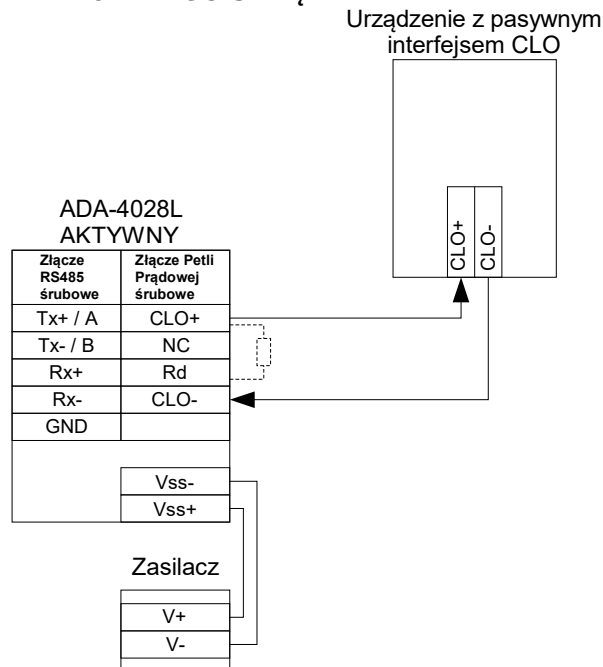 Urządzenie z pasywnym
interfejsem CLO
CLO+
CLO-
ADA-4028L
AKTYWNY
Złącze
RS485
śrubowe
Złącze Petli
Prądowej
śrubowe
Tx+ / A
CLO+
Tx- / B
NC
Rx+
Rd
Rx-
CLO-
GND
Vss-
Vss+
Zasilacz
V+
V-